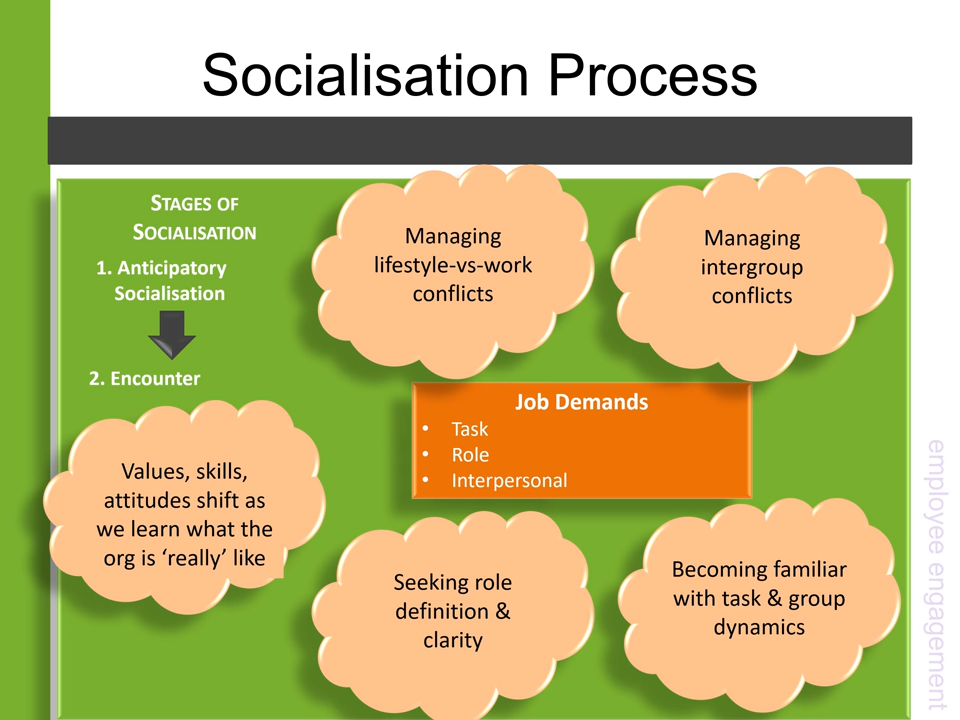 Socialisation Process
STAGES OF
SOCIALISATION
1. Anticipatory
Socialisation
2. Encounter
Values, skills,
attitudes shift as
we learn what the
org is ‘really’ like
Managing
lifestyle-vs-work
conflicts
Managing
intergroup
conflicts
Job Demands
• Task
• Role
• Interpersonal
Seeking role
definition &
clarity
Becoming familiar
with task & group
dynamics
employee engagement